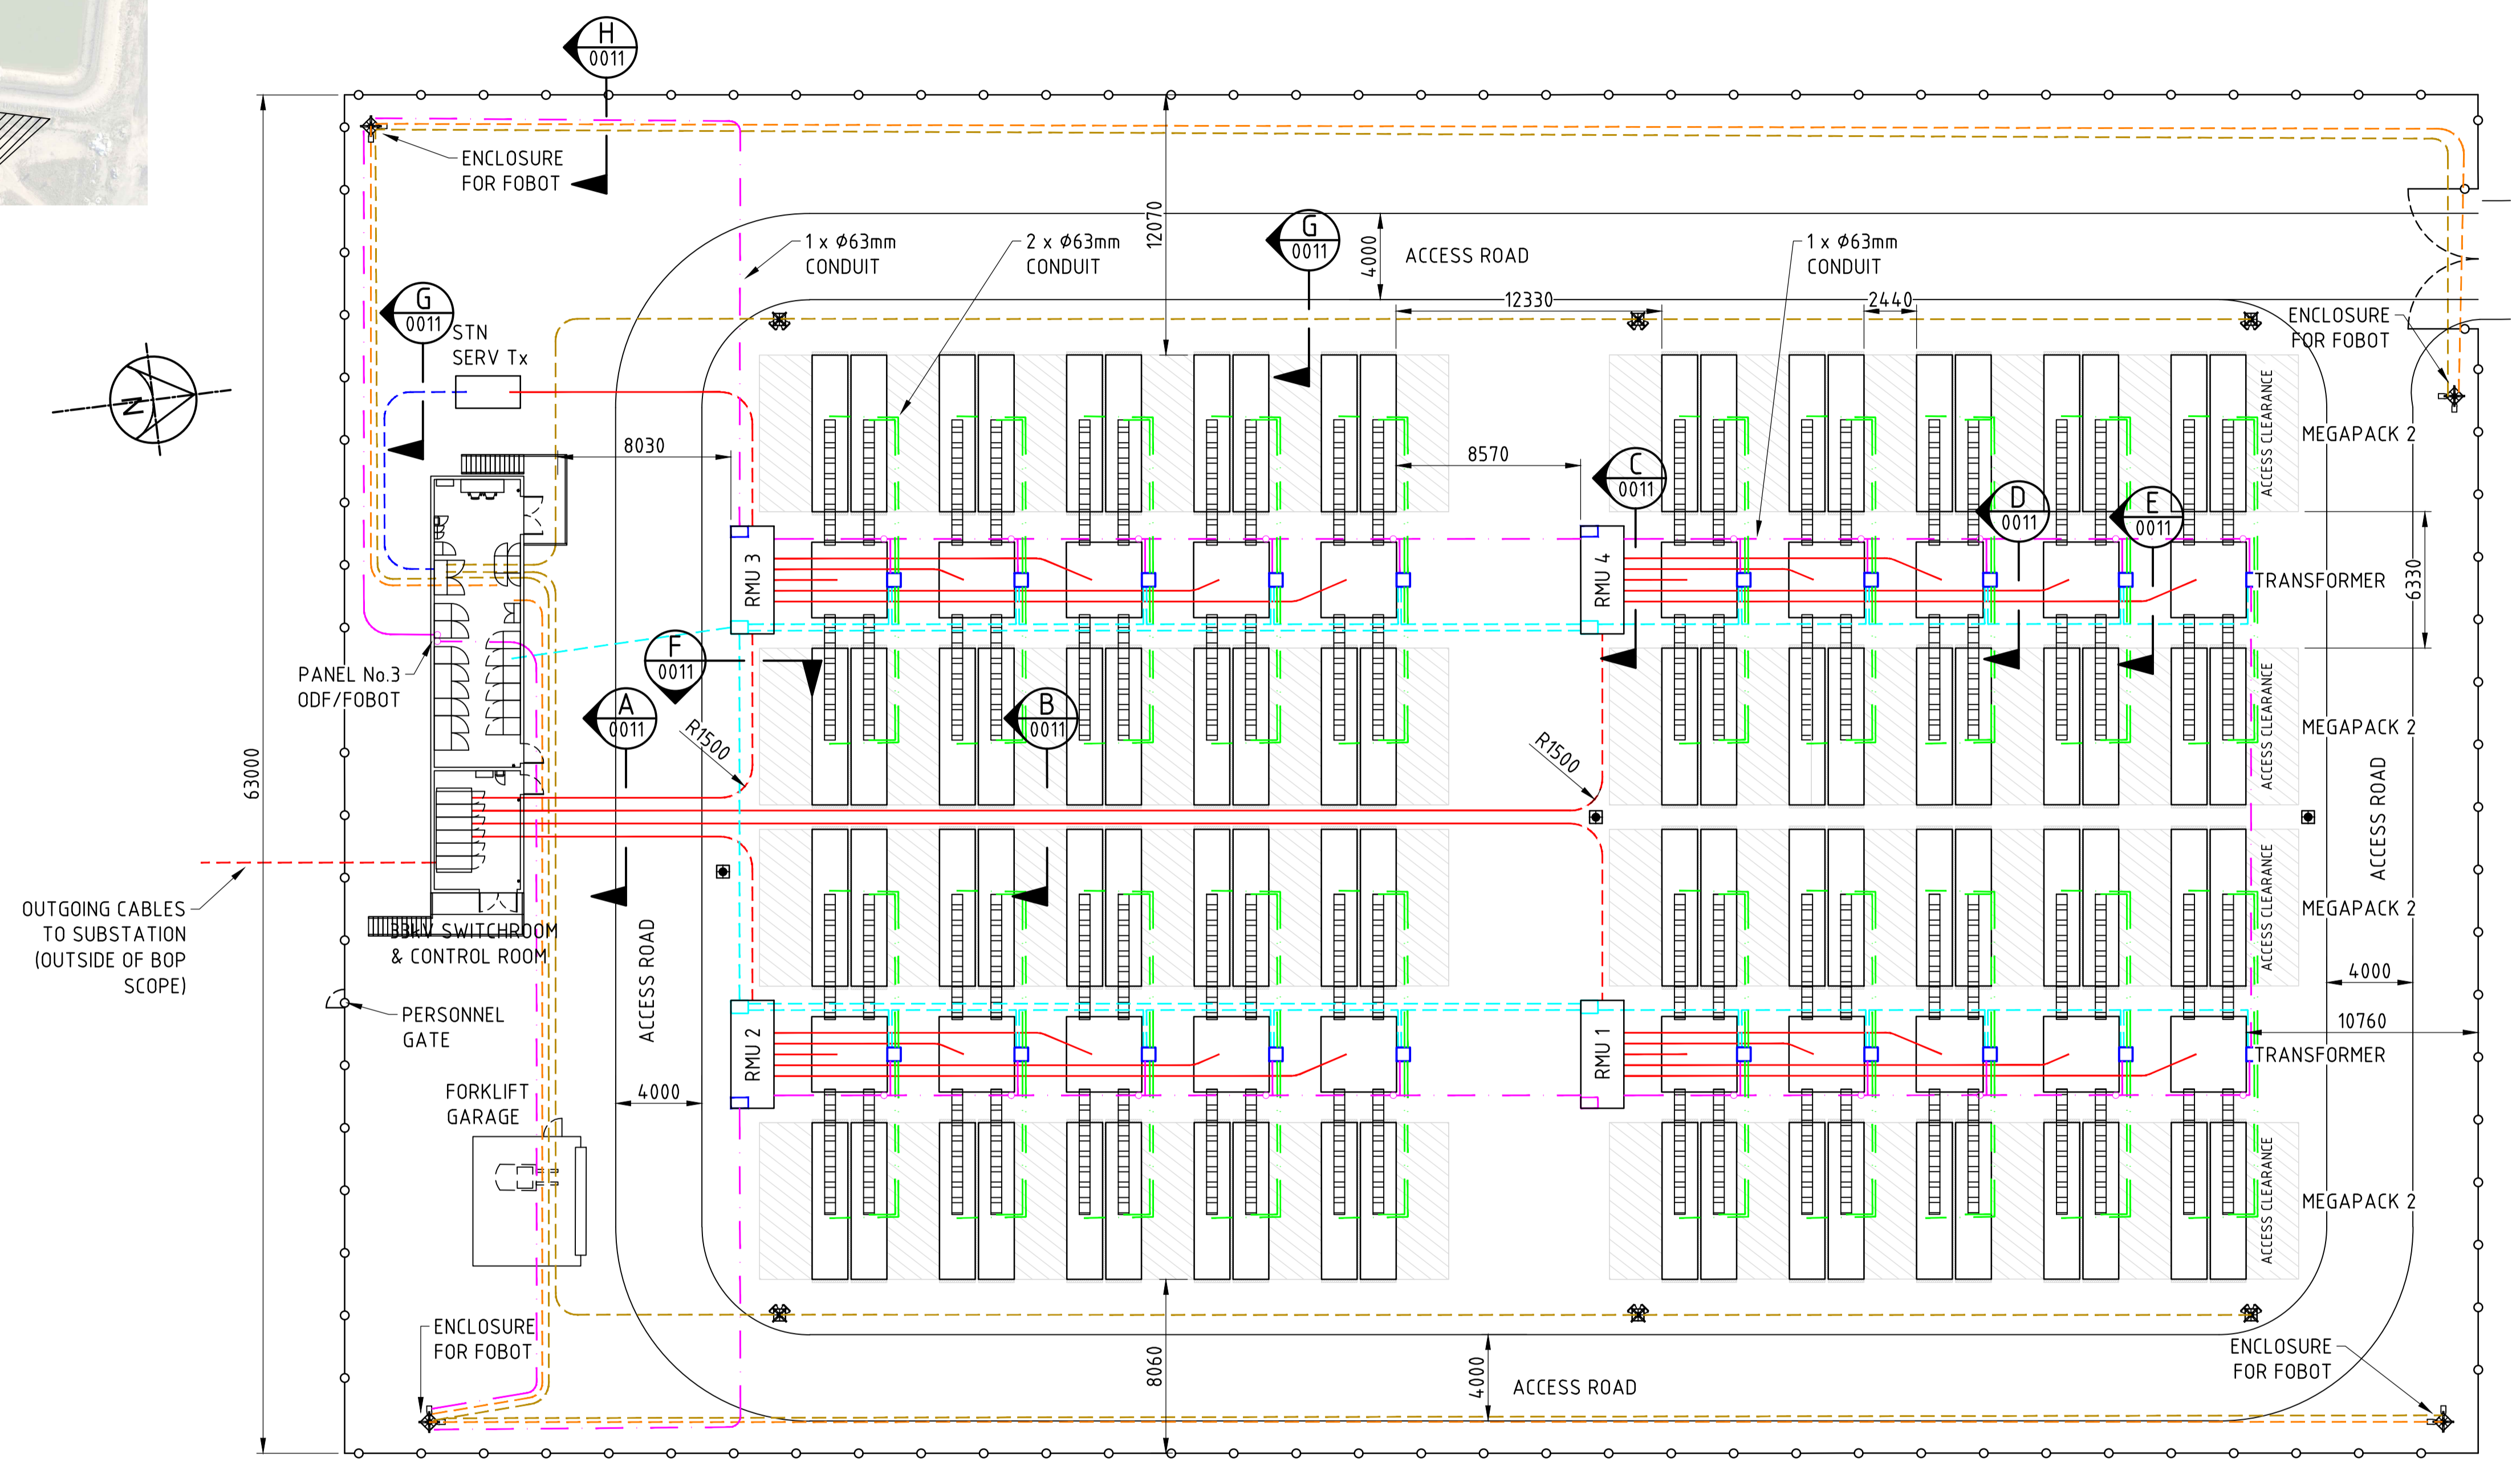 H
0011
ENCLOSURE
FOR FOBOT
1 x Ø63mm
CONDUIT
2 x Ø63mm
CONDUIT
12070
G
0011
4000
ACCESS ROAD
1 x Ø63mm
CONDUIT
12330
2440
ENCLOSURE
FOR FOBOT
G
0011
STN
SERV Tx
N
8030
8570
C
0011
D
0011
E
0011
ACCESS CLEARANCE
MEGAPACK 2
RMU 3
RMU 4
TRANSFORMER
6330
PANEL No.3
ODF/FOBOT
F
0011
A
0011
R1500
B
0011
R1500
ACCESS CLEARANCE
MEGAPACK 2
63000
ACCESS ROAD
OUTGOING CABLES
TO SUBSTATION
(OUTSIDE OF BOP
SCOPE)
33kV SWITCHROOM
& CONTROL ROOM
ACCESS ROAD
ACCESS CLEARANCE
MEGAPACK 2
4000
PERSONNEL
GATE
RMU 2
RMU 1
10760
TRANSFORMER
FORKLIFT
GARAGE
4000
ACCESS CLEARANCE
MEGAPACK 2
ENCLOSURE
FOR FOBOT
8060
4000
ACCESS ROAD
ENCLOSURE
FOR FOBOT